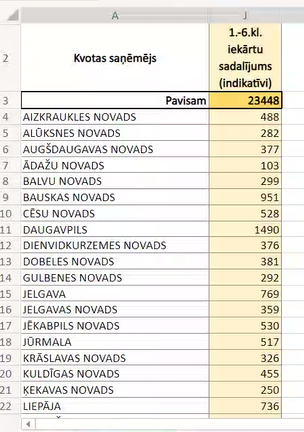 A J
2 Kvotas saņēmējs 1.-6.kl.
iekārtu
sadalījums
(indikatīvi)
3 Pavisam 23448
4 AIZKRAUKLES NOVADS 488
5 ALŪKSNES NOVADS 282
6 AUGŠDAUGAVAS NOVADS 377
7 ĀDAŽU NOVADS 103
8 BALVU NOVADS 299
9 BAUSKAS NOVADS 951
10 CĒSU NOVADS 528
11 DAUGAVPILS 1490
12 DIENVIDKURZEMES NOVADS 376
13 DOBELES NOVADS 381
14 GULBENES NOVADS 292
15 JELGAVA 769
16 JELGAVAS NOVADS 359
17 JĒKABPILS NOVADS 530
18 JŪRMALA 517
19 KRĀSLAVAS NOVADS 326
20 KULDĪGAS NOVADS 455
21 ĶEKAVAS NOVADS 250
22 LIEPĀJA 736